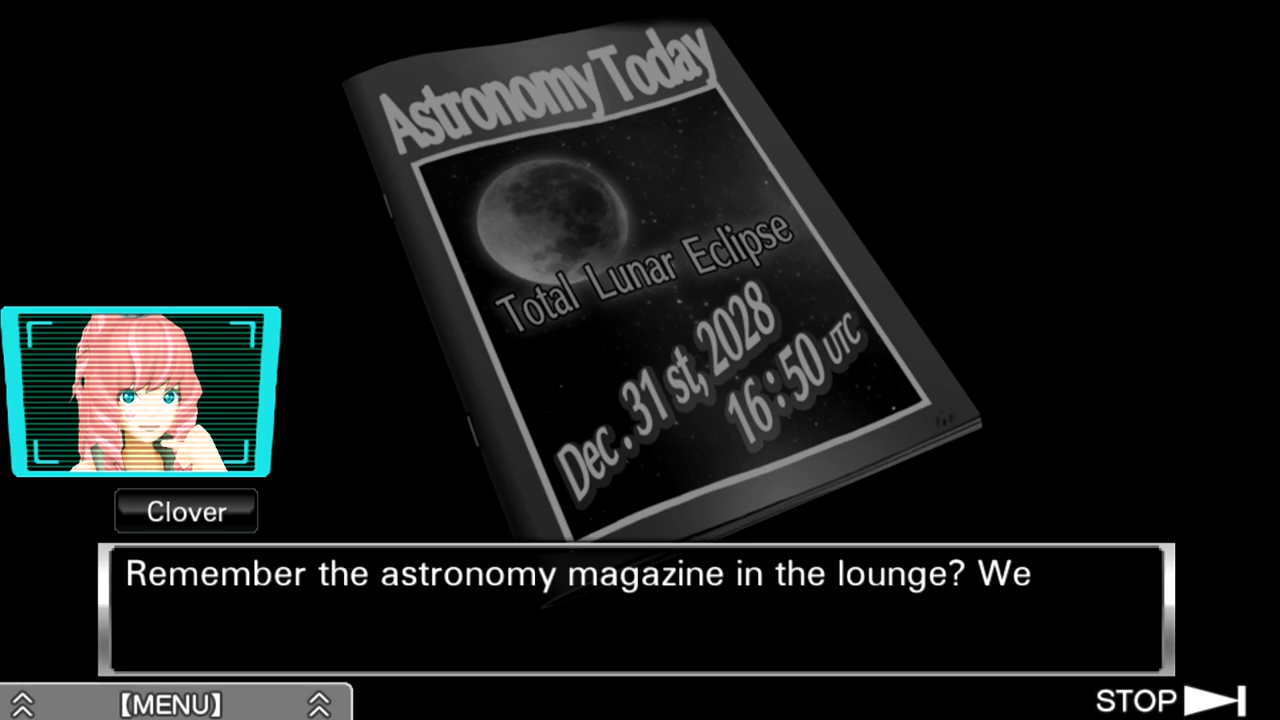 Astronomy Today
Total Lunar Eclipse
Dec. 31 st, 2028
16:50 UTC
Clover
Remember the astronomy magazine in the lounge? We
【MENU】
STOP